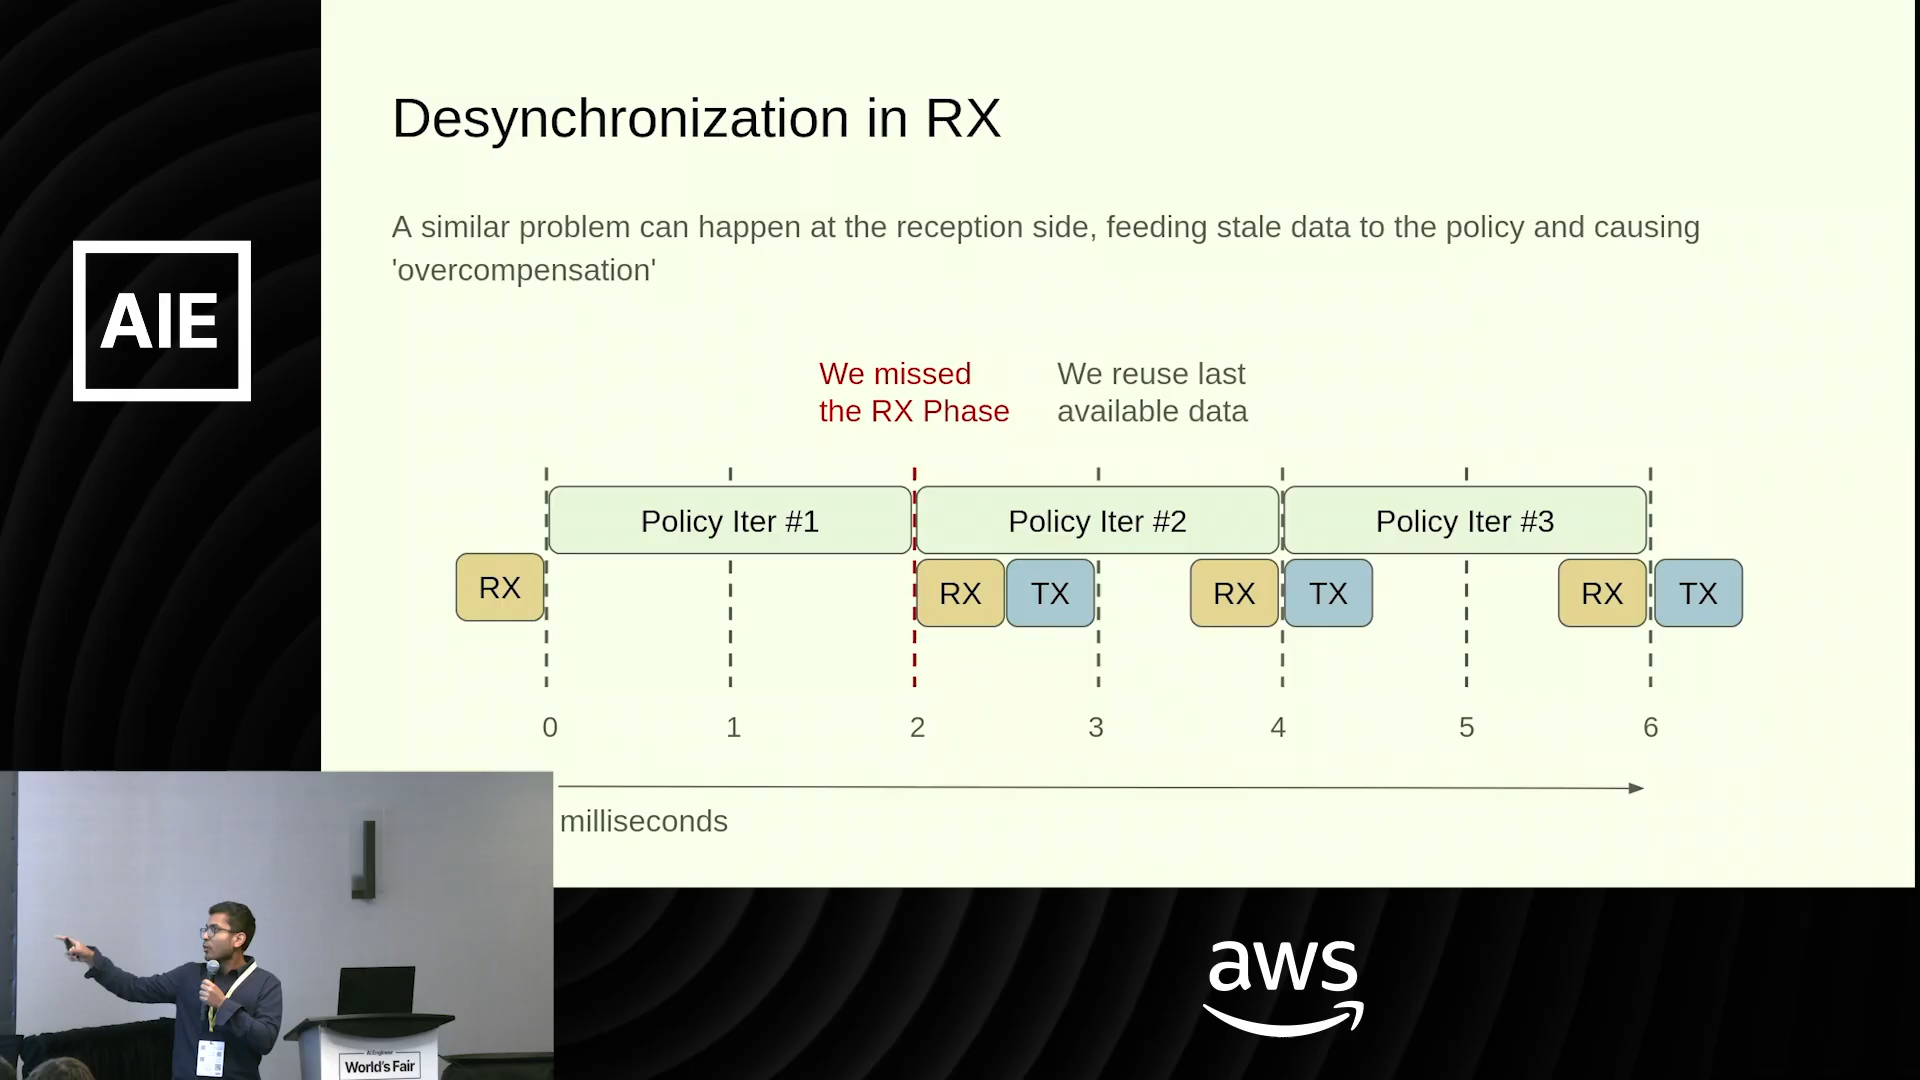 Desynchronization in RX
A similar problem can happen at the reception side, feeding stale data to the policy and causing
'overcompensation'
AIE
We missed
the RX Phase
We reuse last
available data
Policy Iter #1
Policy Iter #2
Policy Iter #3
RX
RX
TX
RX
TX
RX
TX
0
1
2
3
4
5
6
milliseconds
aws
AI Engineer
World's Fair